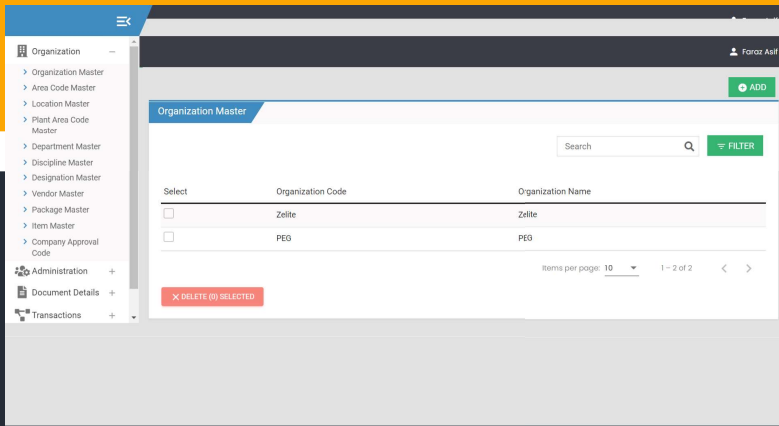 Organization
Faraz Asif
Organization Master
Area Code Master
Location Master
Plant Area Code
Master
Department Master
Discipline Master
Designation Master
Vendor Master
Package Master
Item Master
Company Approval
Code
Administration
Document Details
Transactions
ADD
Organization Master
Search
FILTER
Select Organization Code Organization Name
Zelite Zelite
PEG PEG
Items per page: 10 1 – 2 of 2
DELETE (0) SELECTED